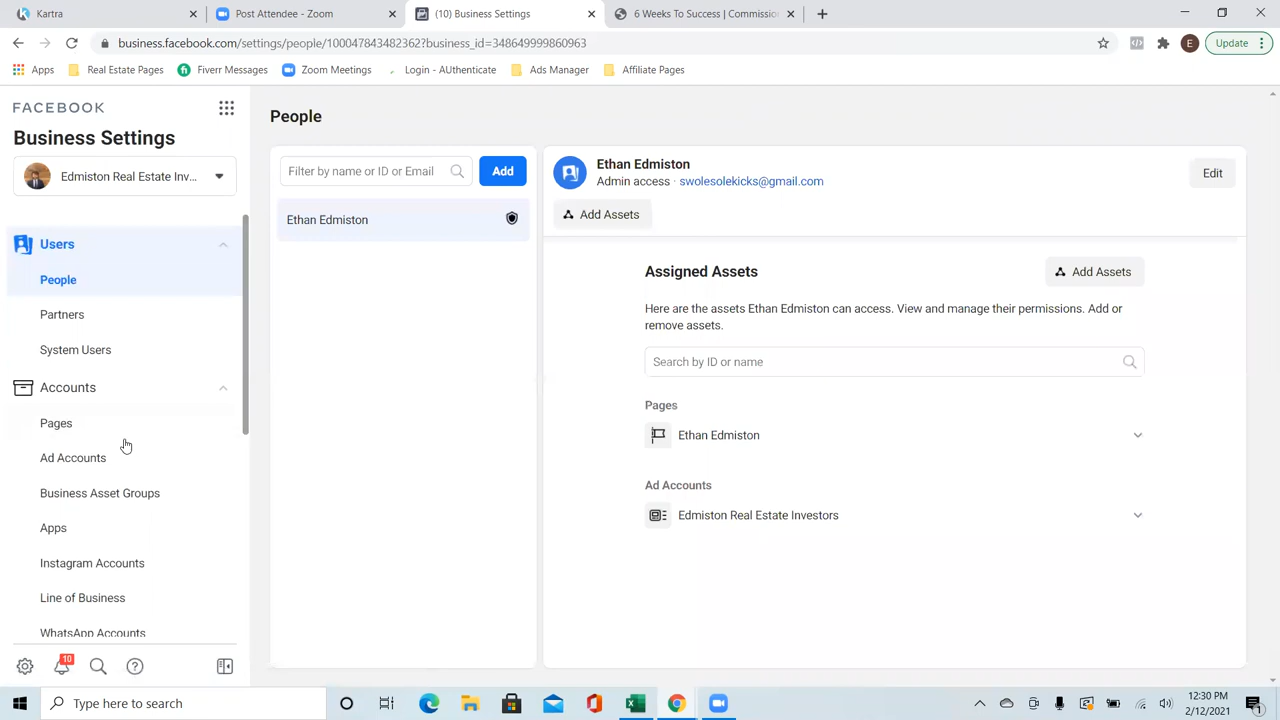 Kartra
Post Attendee - Zoom
(10) Business Settings
6 Weeks To Success | Commissio
business.facebook.com/settings/people/100047843482362?business_id=348649999860963
E
Update
Apps
Real Estate Pages
Fiverr Messages
Zoom Meetings
Login - AUthenticate
Ads Manager
Affiliate Pages
FACEBOOK
Business Settings
Edmiston Real Estate Inv...
Users
People
Partners
System Users
Accounts
Pages
Ad Accounts
Business Asset Groups
Apps
Instagram Accounts
Line of Business
WhatsApp Accounts
10
People
Filter by name or ID or Email
Add
Ethan Edmiston
Ethan Edmiston
Admin access · swolesolekicks@gmail.com
Edit
Add Assets
Assigned Assets
Add Assets
Here are the assets Ethan Edmiston can access. View and manage their permissions. Add or
remove assets.
Search by ID or name
Pages
Ethan Edmiston
Ad Accounts
Edmiston Real Estate Investors
Type here to search
12:30 PM
2/12/2021
1